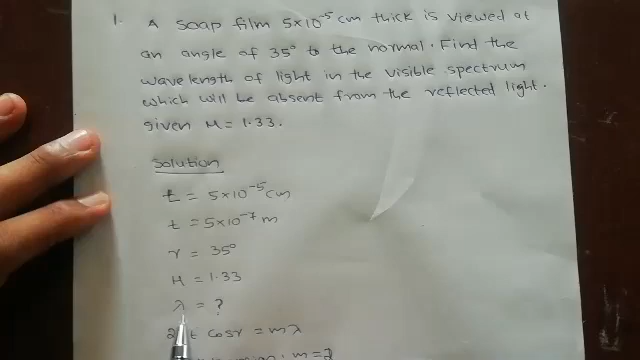 1. A soap film 5×10⁻⁵ cm thick is viewed at
an angle of 35° to the normal. Find the
wavelength of light in the visible spectrum
which will be absent from the reflected light.
given μ = 1.33.
Solution
t = 5×10⁻⁵ cm
t = 5×10⁻⁷ m
r = 35°
μ = 1.33
λ = ?
2 t cosr = mλ
m=2